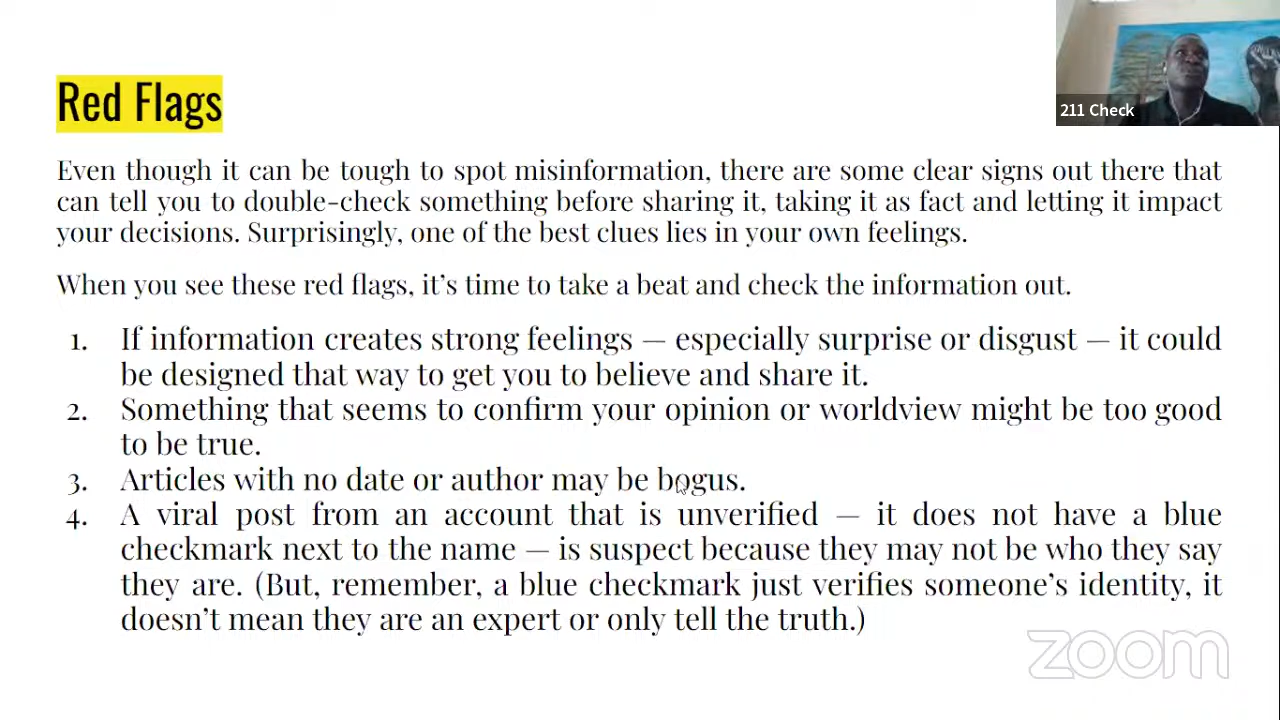 Red Flags
211 Check
Even though it can be tough to spot misinformation, there are some clear signs out there that
can tell you to double-check something before sharing it, taking it as fact and letting it impact
your decisions. Surprisingly, one of the best clues lies in your own feelings.
When you see these red flags, it’s time to take a beat and check the information out.
1. If information creates strong feelings — especially surprise or disgust — it could
be designed that way to get you to believe and share it.
2. Something that seems to confirm your opinion or worldview might be too good
to be true.
3. Articles with no date or author may be bogus.
4. A viral post from an account that is unverified — it does not have a blue
checkmark next to the name — is suspect because they may not be who they say
they are. (But, remember, a blue checkmark just verifies someone’s identity, it
doesn’t mean they are an expert or only tell the truth.)
zoom